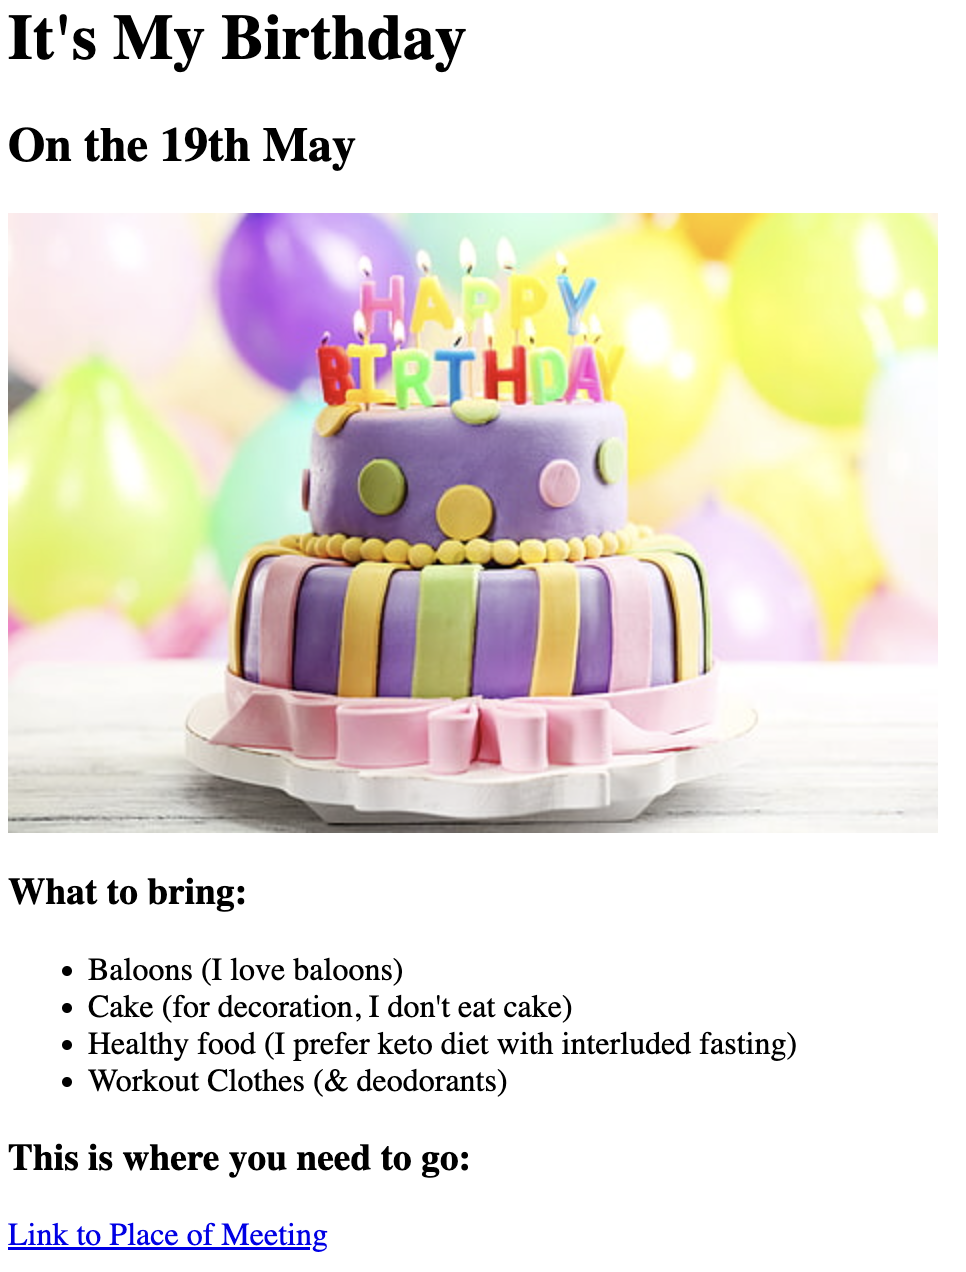 It's My Birthday
On the 19th May
HAPPY
BIRTHDAY
What to bring:
Baloons (I love baloons)
Cake (for decoration, I don't eat cake)
Healthy food (I prefer keto diet with interluded fasting)
Workout Clothes (& deodorants)
This is where you need to go:
Link to Place of Meeting